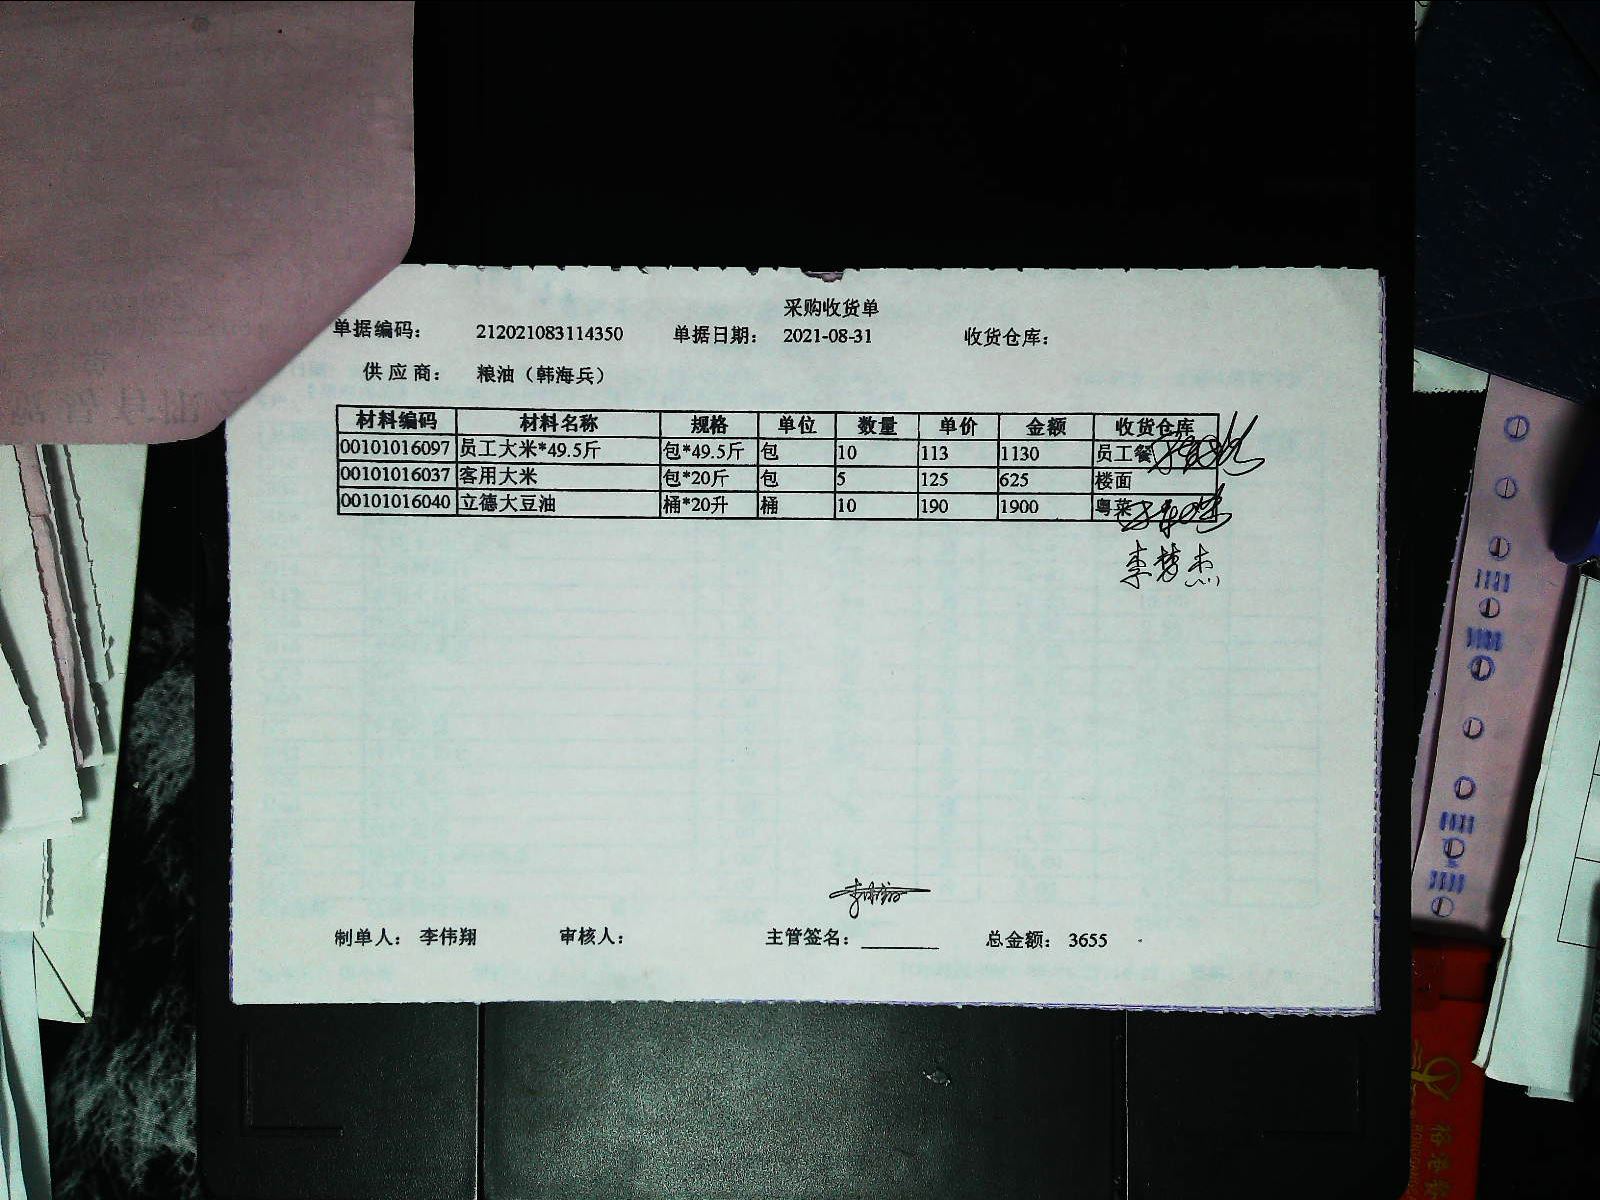 采购收货单
单据编码： 212021083114350 单据日期： 2021-08-31 收货仓库：
供应商： 粮油（韩海兵）
材料编码 材料名称 规格 单位 数量 单价 金额 收货仓库
00101016097 员工大米*49.5斤 包*49.5斤 包 10 113 1130 员工餐
00101016037 客用大米 包*20斤 包 5 125 625 楼面
00101016040 立德大豆油 桶*20升 桶 10 190 1900 粤菜
李梦杰
制单人： 李伟翔 审核人： 主管签名： 总金额： 3655